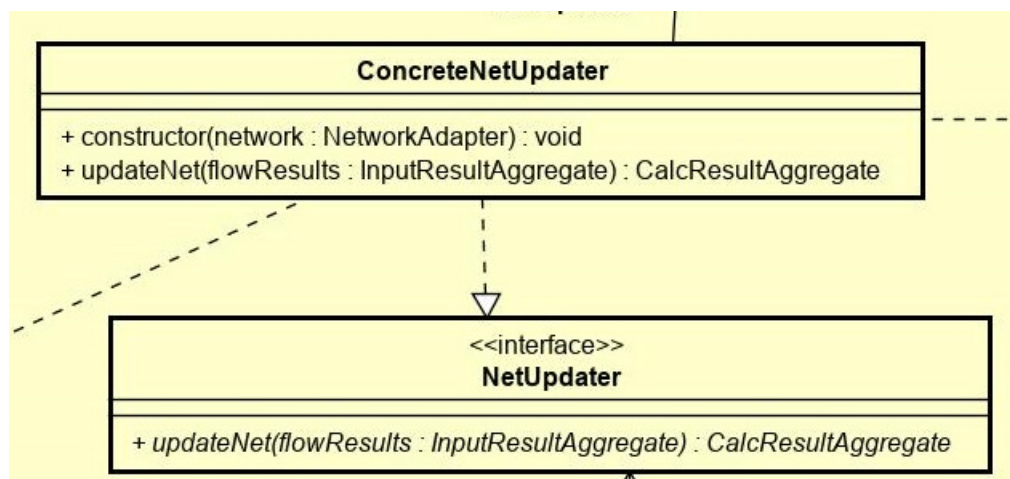 ConcreteNetUpdater
+ constructor(network : NetworkAdapter) : void
+ updateNet(flowResults : InputResultAggregate) : CalcResultAggregate
<<interface>>
NetUpdater
+ updateNet(flowResults : InputResultAggregate) : CalcResultAggregate